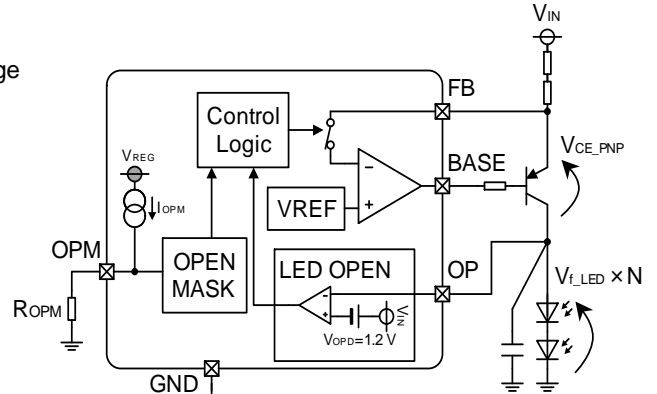 ge
VIN
FB
Control
Logic
VCE_PNP
VREG
BASE
IOPM
VREF
OPM
OPEN
MASK
LED OPEN
OP
Vf_LED × N
ROPM
VIN
VOPD=1.2 V
GND